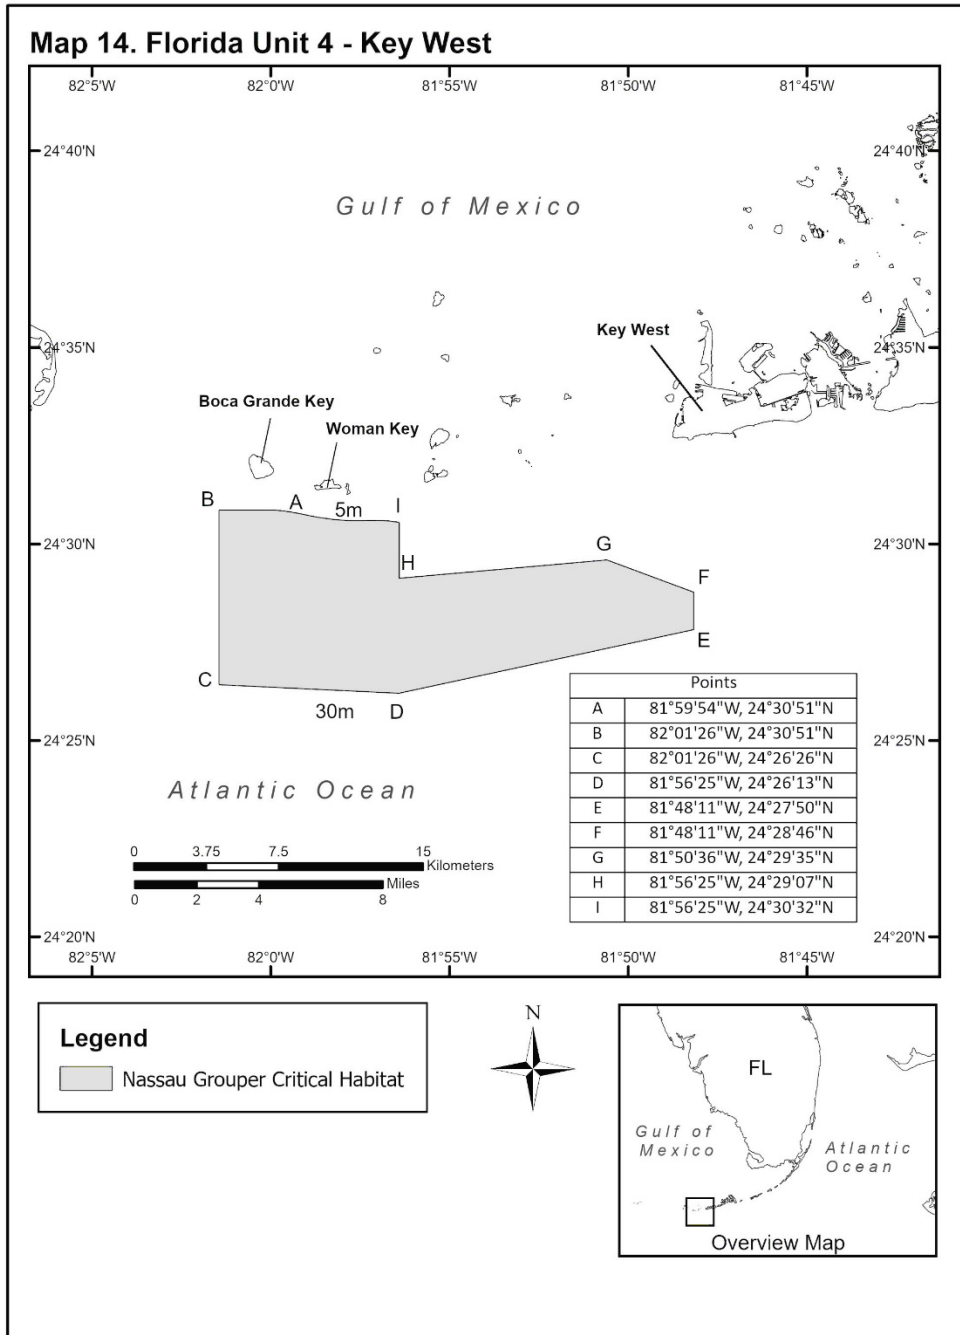 Map 14. Florida Unit 4 - Key West
82°5'W 82°0'W 81°55'W 81°50'W 81°45'W
24°40'N 24°40'N
Gulf of Mexico
Key West
24°35'N 24°35'N
Boca Grande Key
Woman Key
B A 5m I
24°30'N 24°30'N
H G F
E
C 30m D
Points
A 81°59'54"W, 24°30'51"N
B 82°01'26"W, 24°30'51"N
C 82°01'26"W, 24°26'26"N
D 81°56'25"W, 24°26'13"N
E 81°48'11"W, 24°27'50"N
F 81°48'11"W, 24°28'46"N
G 81°50'36"W, 24°29'35"N
H 81°56'25"W, 24°29'07"N
I 81°56'25"W, 24°30'32"N
24°25'N 24°25'N
Atlantic Ocean
0 3.75 7.5 15
Kilometers
Miles
0 2 4 8
24°20'N 24°20'N
82°5'W 82°0'W 81°55'W 81°50'W 81°45'W
Legend
Nassau Grouper Critical Habitat
N
FL
Gulf of
Mexico
Atlantic
Ocean
Overview Map